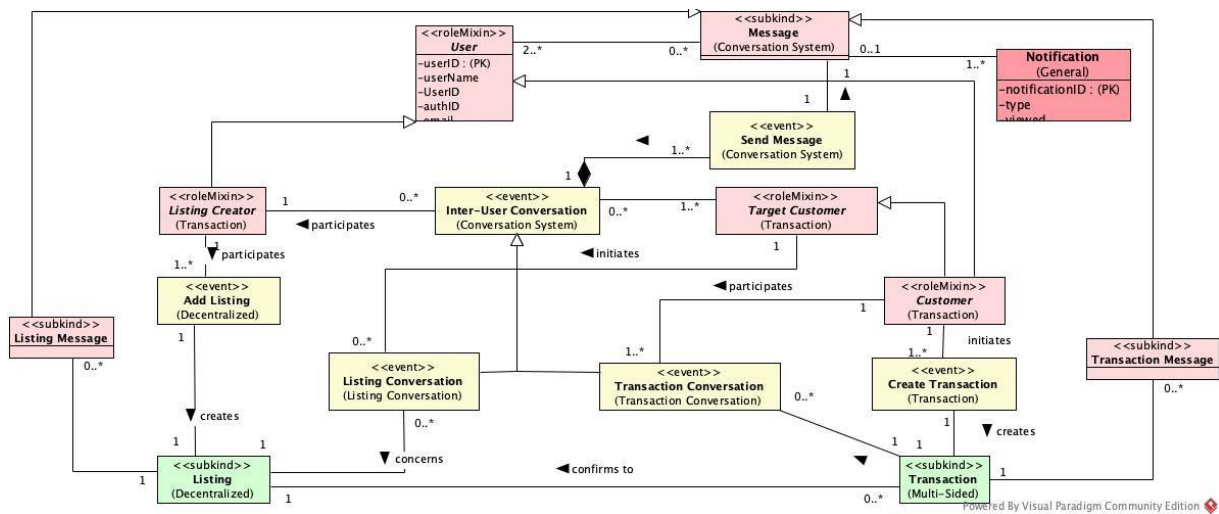 <<subkind>>
Message
(Conversation System)
<<roleMixin>>
User
-userID : (PK)
-userName
-UserID
-authID
2..*
0..*
0..1
1..*
Notification
(General)
-notificationID : (PK)
-type
1
1
<<event>>
Send Message
(Conversation System)
1..*
1
<<roleMixin>>
Listing Creator
(Transaction)
1
0..*
participates
<<event>>
Inter-User Conversation
(Conversation System)
0..*
1..*
<<roleMixin>>
Target Customer
(Transaction)
1
participates
1..*
initiates
1
<<event>>
Add Listing
(Decentralized)
participates
<<roleMixin>>
Customer
(Transaction)
1
1
initiates
<<subkind>>
Listing Message
0..*
1
0..*
1..*
1..*
<<event>>
Listing Conversation
(Listing Conversation)
<<event>>
Transaction Conversation
(Transaction Conversation)
<<event>>
Create Transaction
(Transaction)
<<subkind>>
Transaction Message
0..*
creates
0..*
0..*
1
creates
1
1
concerns
1
1
<<subkind>>
Listing
(Decentralized)
1
1
confirms to
0..*
<<subkind>>
Transaction
(Multi-Sided)
1
Powered By Visual Paradigm Community Edition